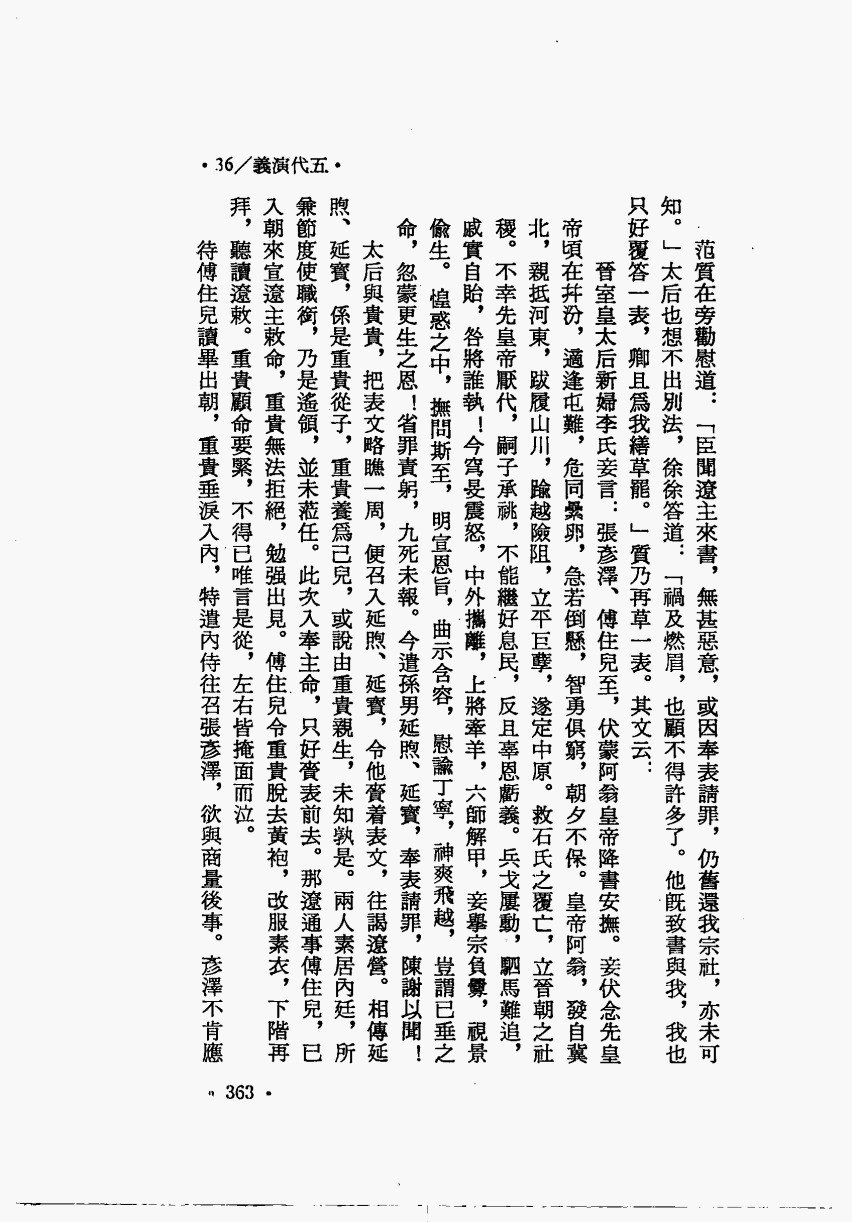 ·36/義演代五·
范質在旁勸慰道：「臣聞遼主來書，無甚惡意，或因奉表請罪，仍舊還我宗社，亦未可
知。」太后也想不出別法，徐徐答道：「禍及燃眉，也顧不得許多了。他旣致書與我，我也
只好覆答一表，卿且爲我繕草罷。」質乃再草一表。其文云：
晉室皇太后新婦李氏妾言：張彥澤、傅住兒至，伏蒙阿翁皇帝降書安撫。妾伏念先皇
帝頃在幷汾，適逢屯難，危同纍卵，急若倒懸，智勇俱窮，朝夕不保。皇帝阿翁，發自冀
北，親抵河東，跋履山川，踰越險阻，立平巨孽，遂定中原。救石氏之覆亡，立晉朝之社
稷。不幸先皇帝厭代，嗣子承祧，不能繼好息民，反且辜恩虧義。兵戈屢動，駟馬難追，
戚實自貽，咎將誰執！今穹旻震怒，中外攜離，上將牽羊，六師解甲，妾舉宗負釁，視景
偸生。惶惑之中，撫問斯至，明宣恩旨，曲示含容，慰諭丁寧，神爽飛越，豈謂已垂之
命，忽蒙更生之恩！省罪責躬，九死未報。今遣孫男延煦、延寶，奉表請罪，陳謝以聞！
太后與貴貴，把表文略瞧一周，便召入延煦、延寶，令他賫着表文，往謁遼營。相傳延
煦、延寶，係是重貴從子，重貴養爲己兒，或說由重貴親生，未知孰是。兩人素居內廷，所
兼節度使職銜，乃是遙領，並未蒞任。此次入奉主命，只好賫表前去。那遼通事傅住兒，已
入朝來宣遼主敕命，重貴無法拒絕，勉强出見。傅住兒令重貴脫去黃袍，改服素衣，下階再
拜，聽讀遼敕。重貴顧命要緊，不得已唯言是從，左右皆掩面而泣。
待傅住兒讀畢出朝，重貴垂淚入內，特遣內侍往召張彥澤，欲與商量後事。彥澤不肯應
363·